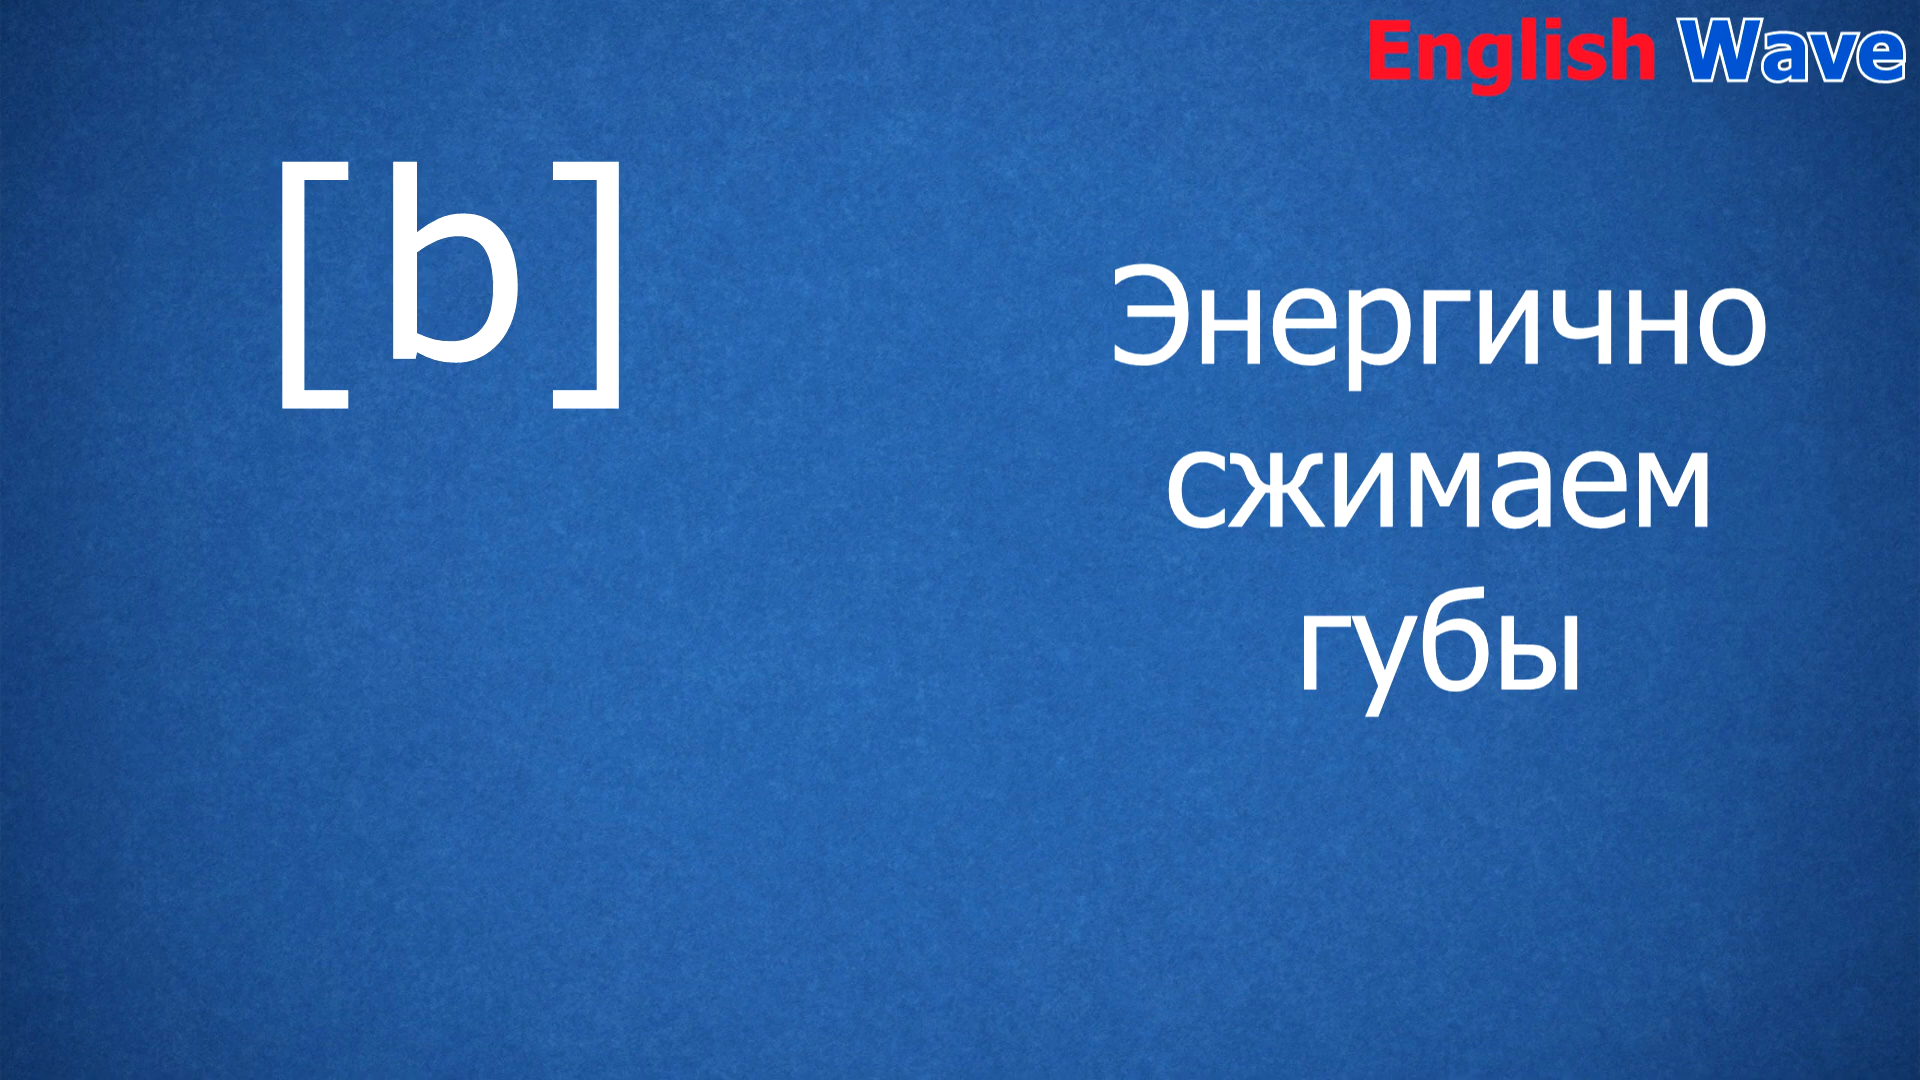 English Wave
[b]
Энергично
сжимаем
губы